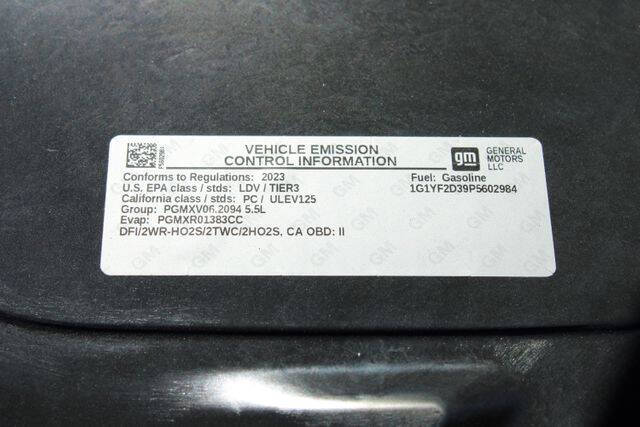 VEHICLE EMISSION
CONTROL INFORMATION
gm
GENERAL
MOTORS
LLC
Conforms to Regulations: 2023
Fuel: Gasoline
U.S. EPA class / stds: LDV / TIER3
1G1YF2D39P5602984
California class / stds: PC / ULEV125
Group: PGMXV06.2094 5.5L
Evap: PGMXR01383CC
DFI/2WR-HO2S/2TWC/2HO2S, CA OBD: II